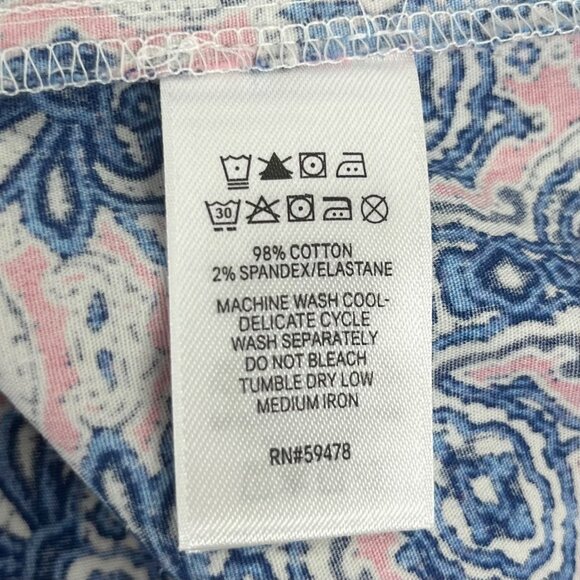 30
98% COTTON
2% SPANDEX/ELASTANE
MACHINE WASH COOL-
DELICATE CYCLE
WASH SEPARATELY
DO NOT BLEACH
TUMBLE DRY LOW
MEDIUM IRON
RN#59478